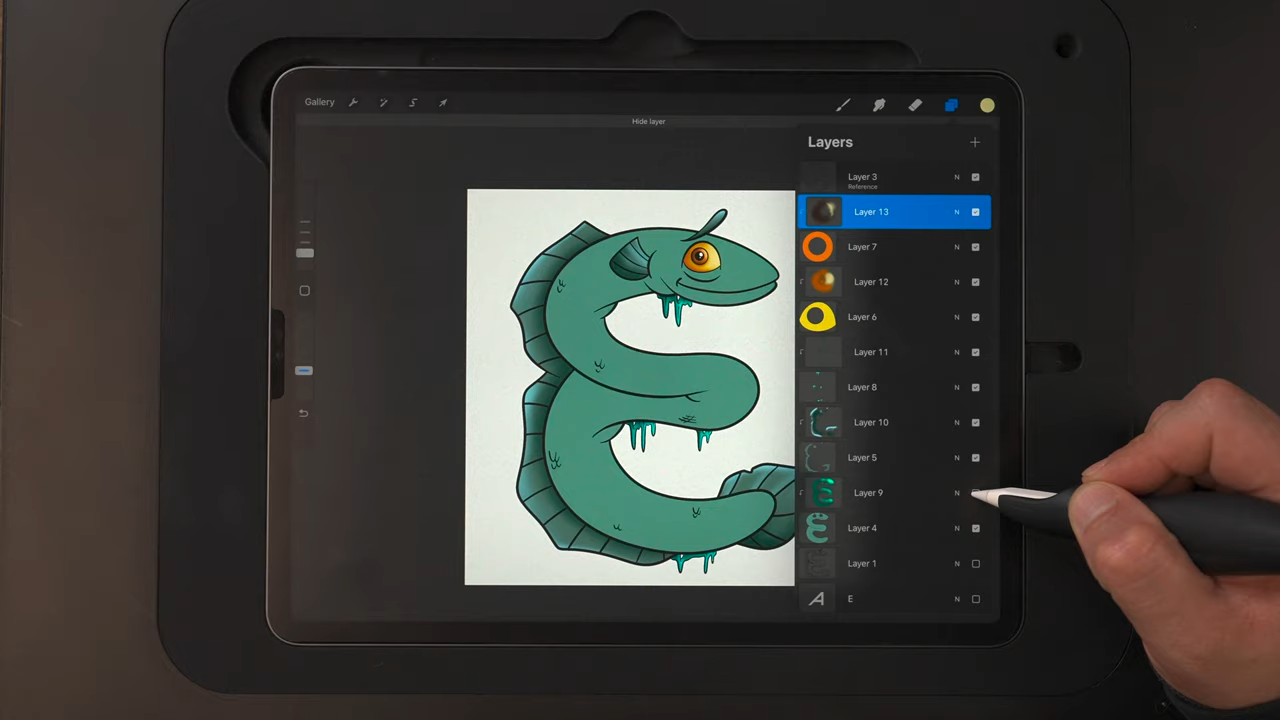 Gallery
Hide layer
Layers
Layer 3 N
Reference
Layer 13 N
Layer 7 N
Layer 12 N
Layer 6 N
Layer 11 N
Layer 8 N
Layer 10 N
Layer 5 N
Layer 9 N
Layer 4 N
Layer 1 N
A E N